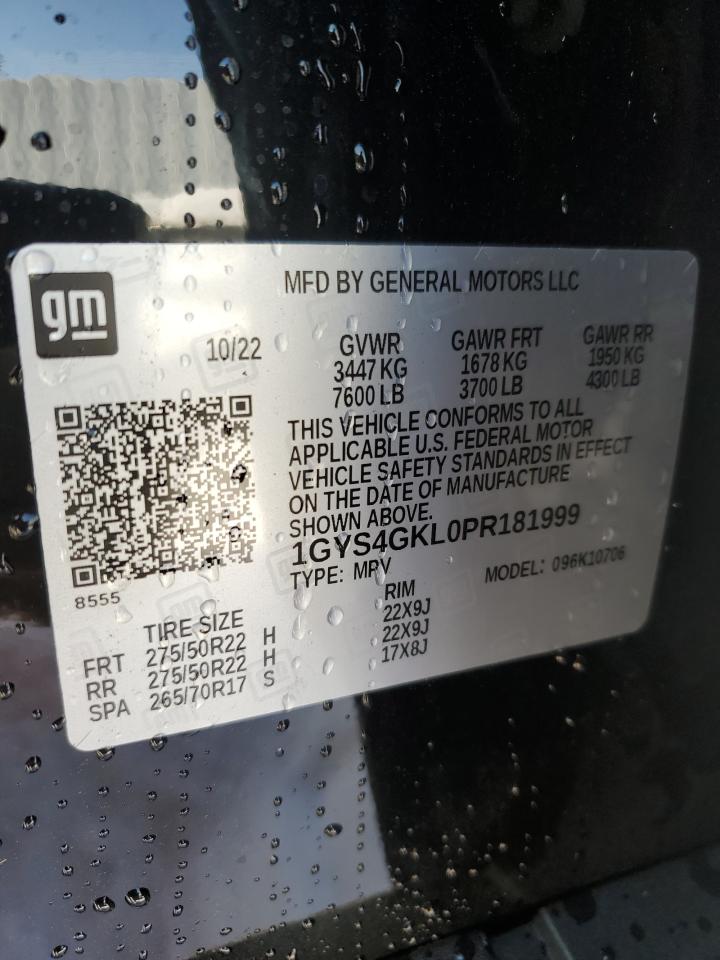 gm
MFD BY GENERAL MOTORS LLC
10/22 GVWR GAWR FRT GAWR RR
3447 KG 1678 KG 1950 KG
7600 LB 3700 LB 4300 LB
THIS VEHICLE CONFORMS TO ALL
APPLICABLE U.S. FEDERAL MOTOR
VEHICLE SAFETY STANDARDS IN EFFECT
ON THE DATE OF MANUFACTURE
SHOWN ABOVE.
1GYS4GKL0PR181999
TYPE: MPV MODEL: 096K10706
8555
TIRE SIZE RIM
FRT 275/50R22 H 22X9J
RR 275/50R22 H 22X9J
SPA 265/70R17 S 17X8J